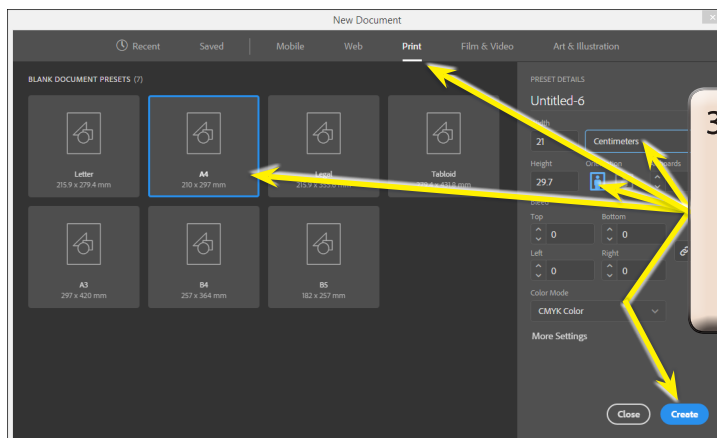 New Document
Recent Saved Mobile Web Print Film & Video Art & Illustration
BLANK DOCUMENT PRESETS (7)
Letter
215.9 x 279.4 mm
A4
210 x 297 mm
Legal
Tabloid
A3
297 x 420 mm
B4
257 x 364 mm
B5
182 x 257 mm
PRESET DETAILS
Untitled-6
Width
21 Centimeters
Height
29.7
Top Bottom
0 0
Left Right
0 0
Color Mode
CMYK Color
More Settings
Close Create
3